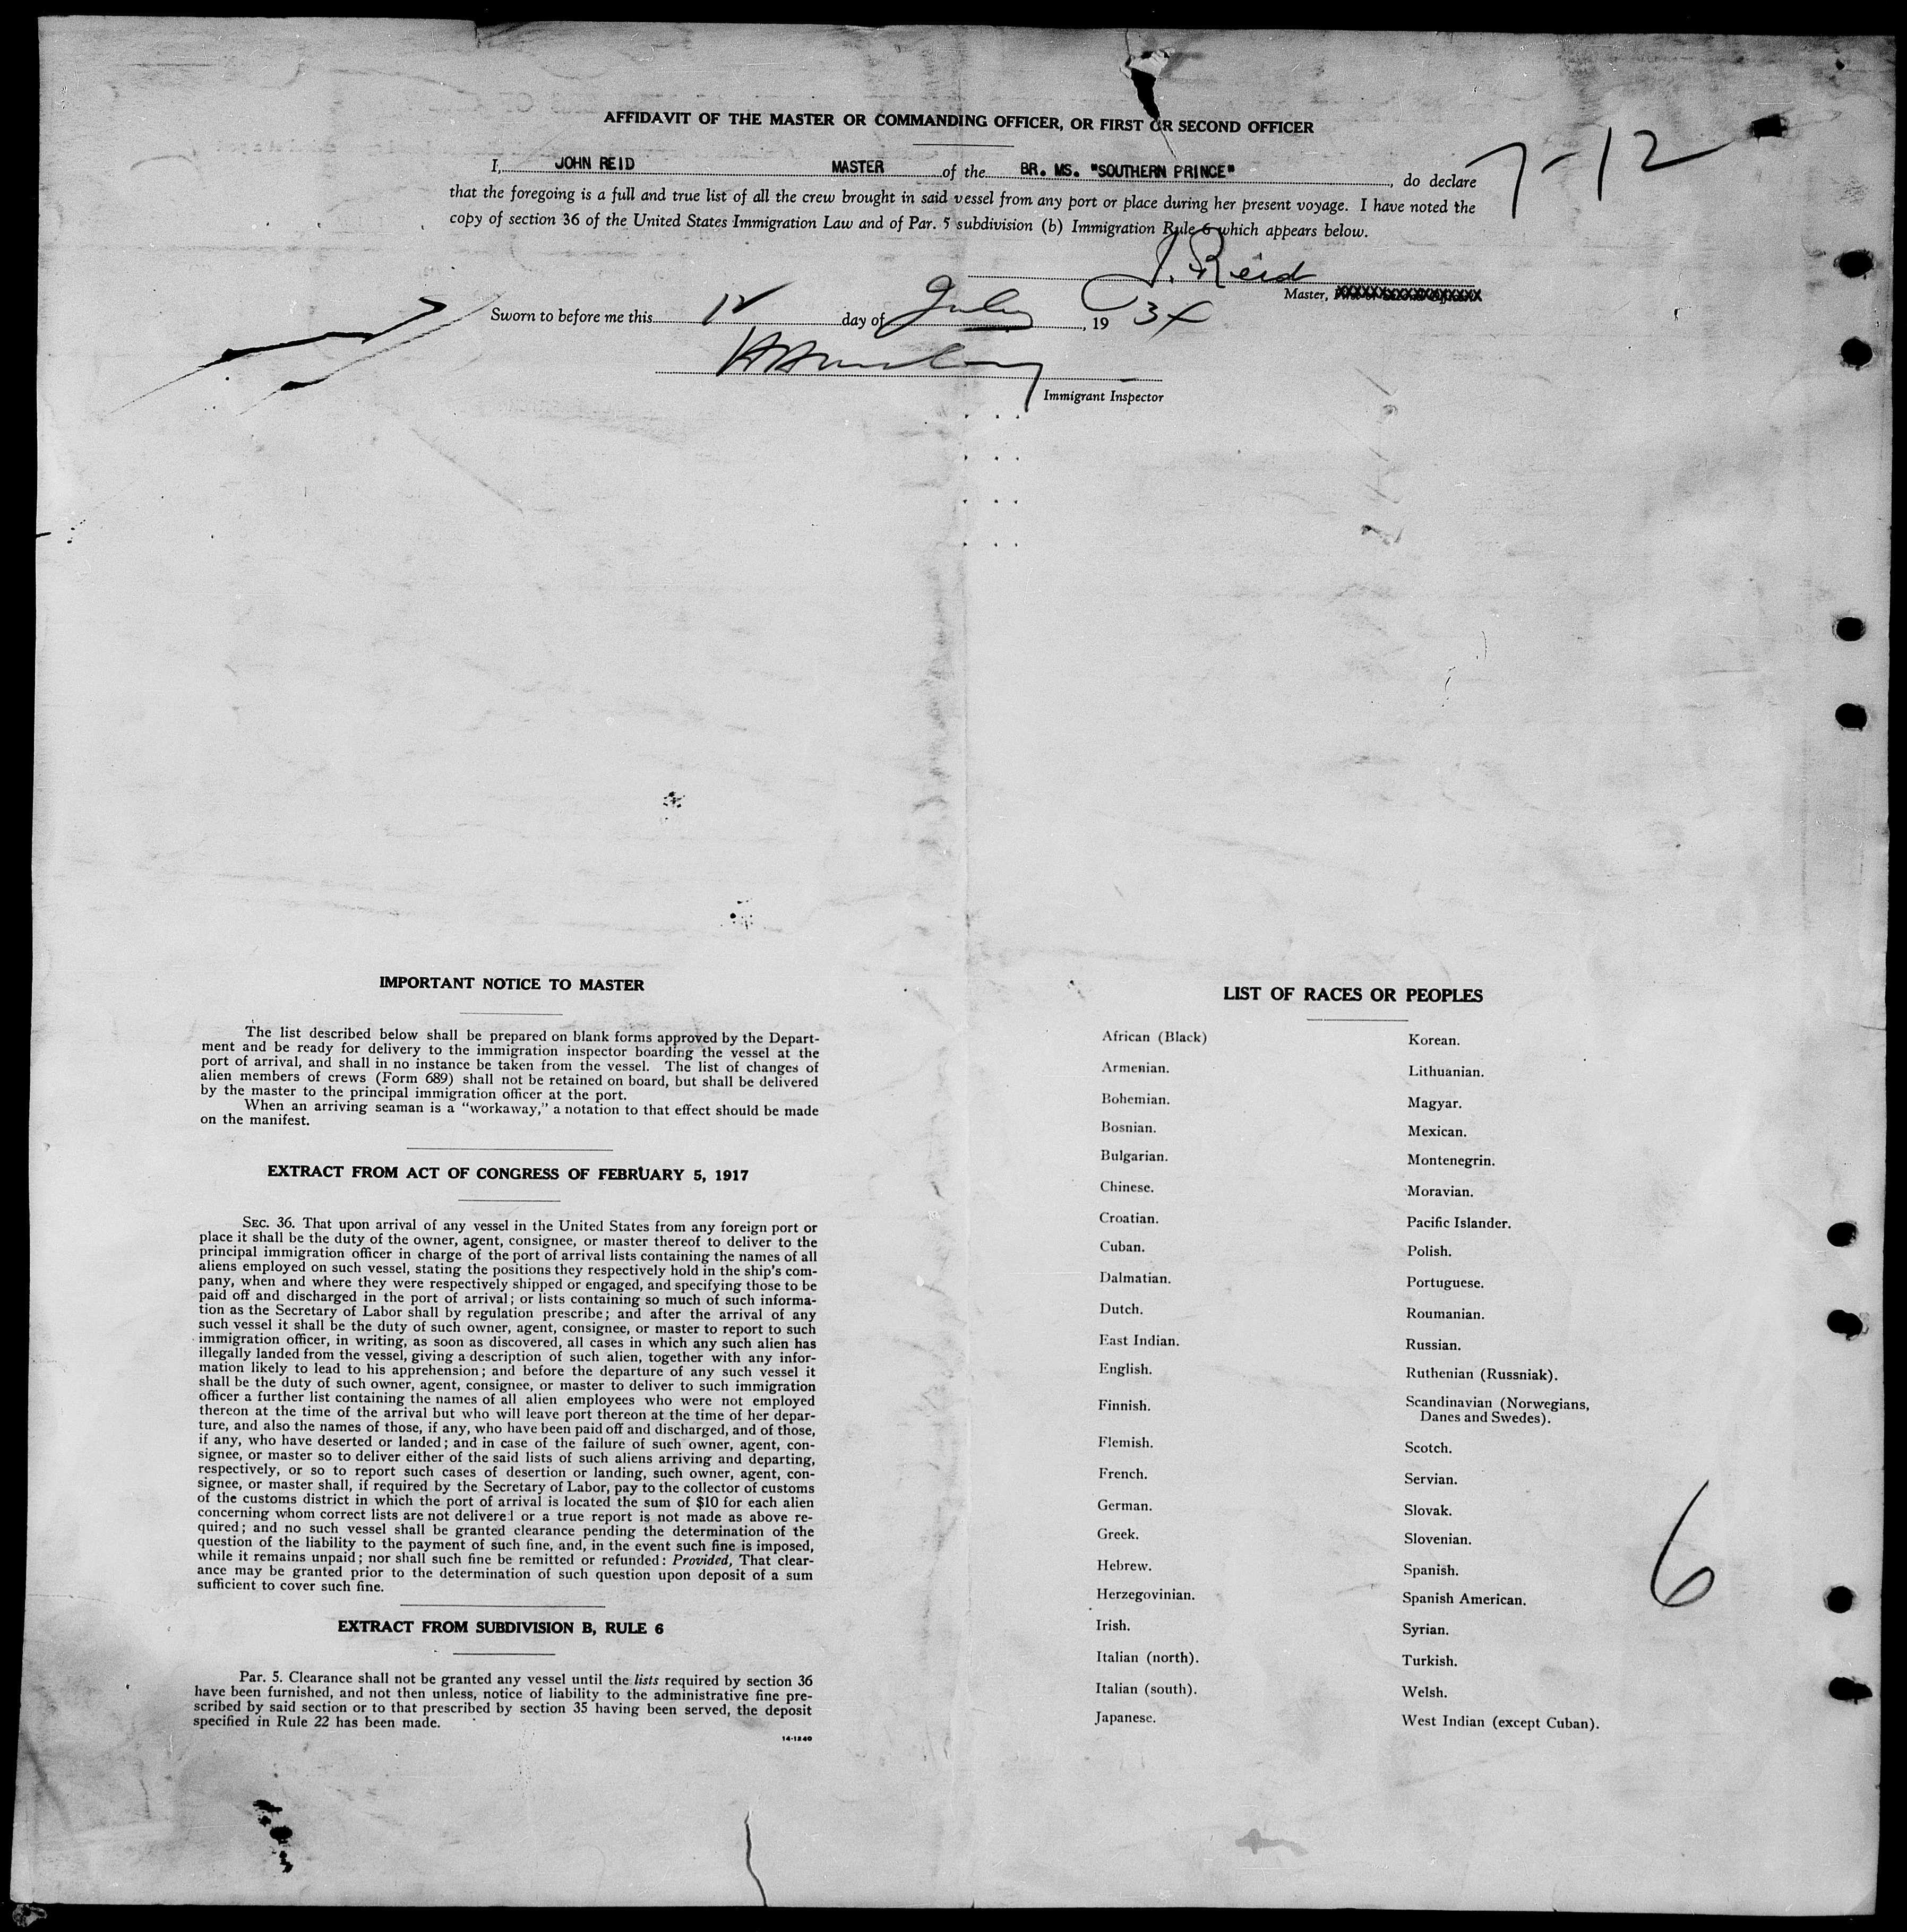 AFFIDAVIT OF THE MASTER OR COMMANDING OFFICER, OR FIRST OR SECOND OFFICER
7-12
I, JOHN REID MASTER of the BR. MS. "SOUTHERN PRINCE", do declare
that the foregoing is a full and true list of all the crew brought in said vessel from any port or place during her present voyage. I have noted the
copy of section 36 of the United States Immigration Law and of Par. 5 subdivision (b) Immigration Rule 6 which appears below.
J. Reid
Master,
Sworn to before me this 12 day of July, 19 34
Immigrant Inspector
IMPORTANT NOTICE TO MASTER
The list described below shall be prepared on blank forms approved by the Depart-
ment and be ready for delivery to the immigration inspector boarding the vessel at the
port of arrival, and shall in no instance be taken from the vessel. The list of changes of
alien members of crews (Form 689) shall not be retained on board, but shall be delivered
by the master to the principal immigration officer at the port.
When an arriving seaman is a "workaway," a notation to that effect should be made
on the manifest.
EXTRACT FROM ACT OF CONGRESS OF FEBRUARY 5, 1917
SEC. 36. That upon arrival of any vessel in the United States from any foreign port or
place it shall be the duty of the owner, agent, consignee, or master thereof to deliver to the
principal immigration officer in charge of the port of arrival lists containing the names of all
aliens employed on such vessel, stating the positions they respectively hold in the ship's com-
pany, when and where they were respectively shipped or engaged, and specifying those to be
paid off and discharged in the port of arrival; or lists containing so much of such informa-
tion as the Secretary of Labor shall by regulation prescribe; and after the arrival of any
such vessel it shall be the duty of such owner, agent, consignee, or master to report to such
immigration officer, in writing, as soon as discovered, all cases in which any such alien has
illegally landed from the vessel, giving a description of such alien, together with any infor-
mation likely to lead to his apprehension; and before the departure of any such vessel it
shall be the duty of such owner, agent, consignee, or master to deliver to such immigration
officer a further list containing the names of all alien employees who were not employed
thereon at the time of the arrival but who will leave port thereon at the time of her depar-
ture, and also the names of those, if any, who have been paid off and discharged, and of those,
if any, who have deserted or landed; and in case of the failure of such owner, agent, con-
signee, or master so to deliver either of the said lists of such aliens arriving and departing,
respectively, or so to report such cases of desertion or landing, such owner, agent, con-
signee, or master shall, if required by the Secretary of Labor, pay to the collector of customs
of the customs district in which the port of arrival is located the sum of $10 for each alien
concerning whom correct lists are not delivered or a true report is not made as above re-
quired; and no such vessel shall be granted clearance pending the determination of the
question of the liability to the payment of such fine, and, in the event such fine is imposed,
while it remains unpaid; nor shall such fine be remitted or refunded: Provided, That clear-
ance may be granted prior to the determination of such question upon deposit of a sum
sufficient to cover such fine.
EXTRACT FROM SUBDIVISION B, RULE 6
Par. 5. Clearance shall not be granted any vessel until the lists required by section 36
have been furnished, and not then unless, notice of liability to the administrative fine pre-
scribed by said section or to that prescribed by section 35 having been served, the deposit
specified in Rule 22 has been made.
14-1240
LIST OF RACES OR PEOPLES
African (Black)
Armenian.
Bohemian.
Bosnian.
Bulgarian.
Chinese.
Croatian.
Cuban.
Dalmatian.
Dutch.
East Indian.
English.
Finnish.
Flemish.
French.
German.
Greek.
Hebrew.
Herzegovinian.
Irish.
Italian (north).
Italian (south).
Japanese.
Korean.
Lithuanian.
Magyar.
Mexican.
Montenegrin.
Moravian.
Pacific Islander.
Polish.
Portuguese.
Roumanian.
Russian.
Ruthenian (Russniak).
Scandinavian (Norwegians,
Danes and Swedes).
Scotch.
Servian.
Slovak.
Slovenian.
Spanish.
Spanish American.
Syrian.
Turkish.
Welsh.
West Indian (except Cuban).
6